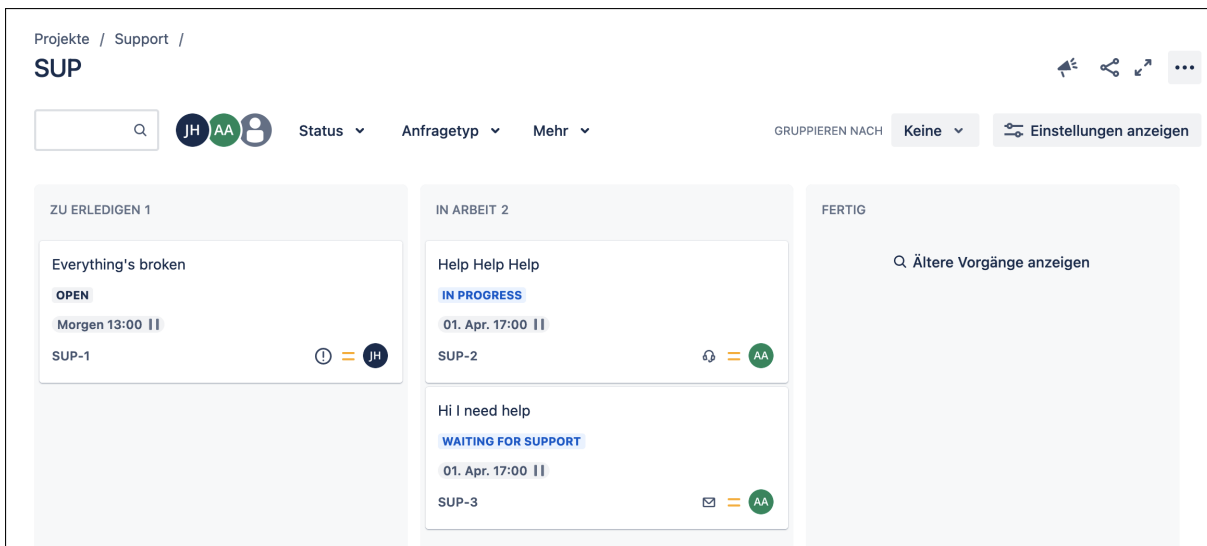 Projekte / Support /
SUP
JH AA Status Anfragetyp Mehr GRUPPIEREN NACH Keine Einstellungen anzeigen
ZU ERLEDIGEN 1
Everything's broken
OPEN
Morgen 13:00
SUP-1 JH
IN ARBEIT 2
Help Help Help
IN PROGRESS
01. Apr. 17:00
SUP-2 AA
Hi I need help
WAITING FOR SUPPORT
01. Apr. 17:00
SUP-3 AA
FERTIG
Ältere Vorgänge anzeigen